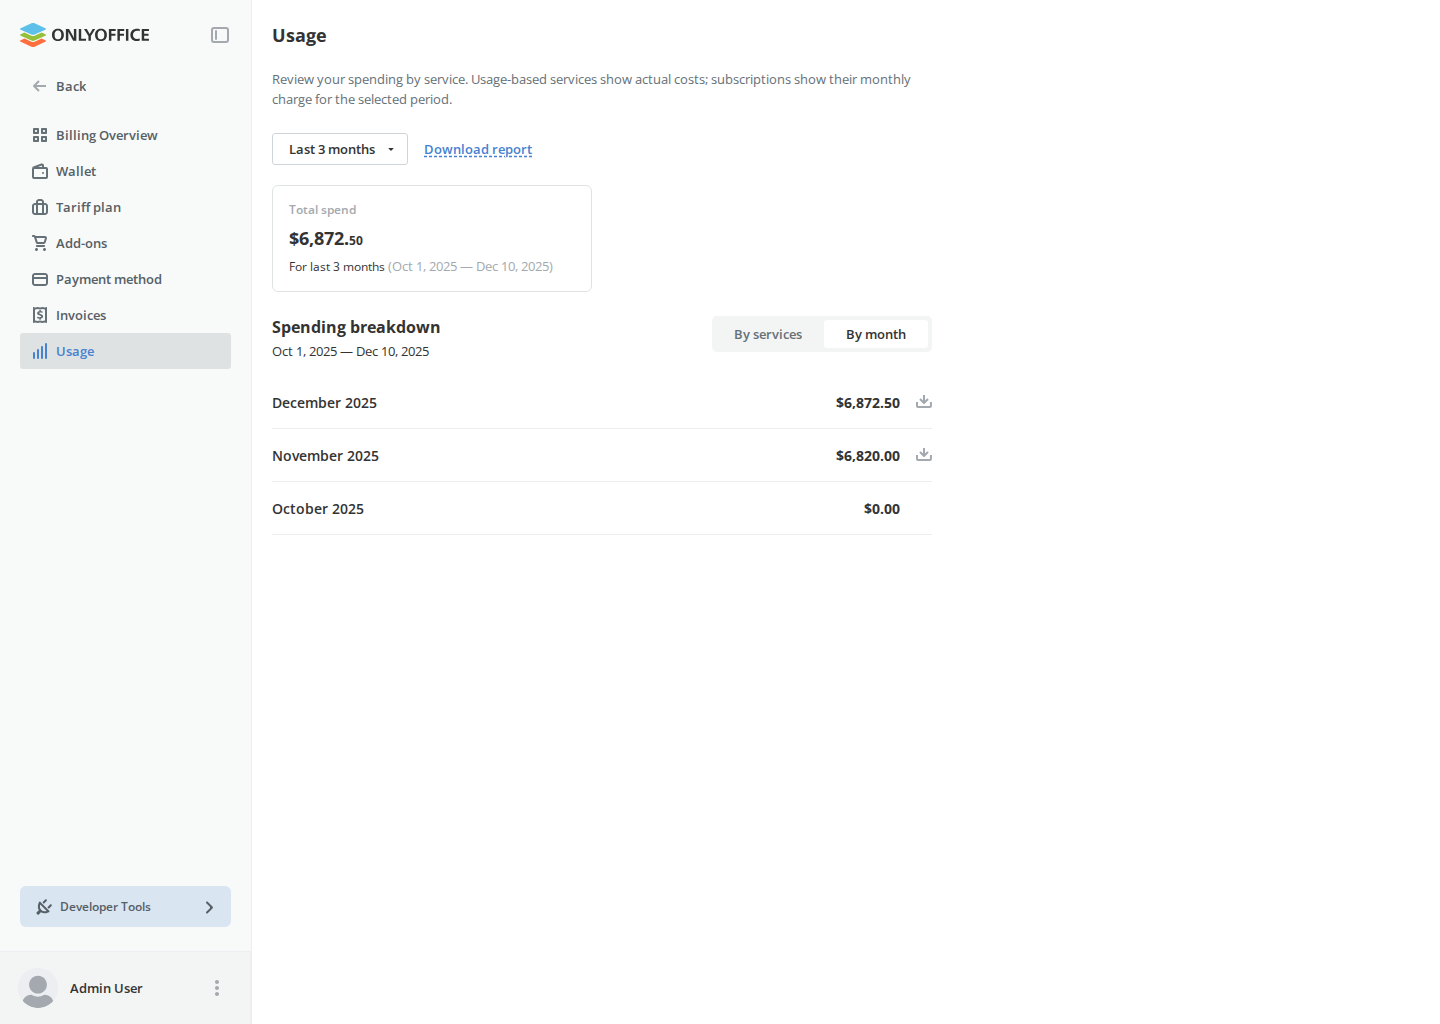 ONLYOFFICE
Back
Billing Overview
Wallet
Tariff plan
Add-ons
Payment method
Invoices
Usage
Developer Tools
Admin User
Usage
Review your spending by service. Usage-based services show actual costs; subscriptions show their monthly
charge for the selected period.
Last 3 months
Download report
Total spend
$6,872.50
For last 3 months (Oct 1, 2025 — Dec 10, 2025)
Spending breakdown
Oct 1, 2025 — Dec 10, 2025
By services
By month
December 2025 $6,872.50
November 2025 $6,820.00
October 2025 $0.00